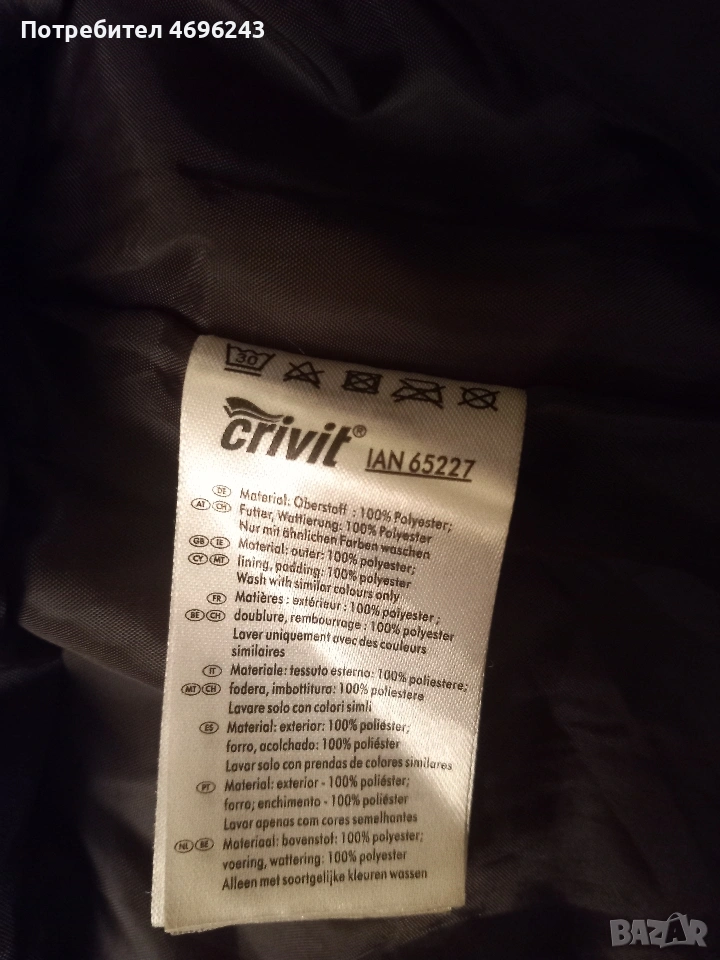 Потребител 4696243
30
crivit® IAN 65227
DE Material: Oberstoff : 100% Polyester;
AT CH Futter, Wattierung: 100% Polyester
Nur mit ähnlichen Farben waschen
GB IE Material: outer: 100% polyester;
CY MT lining, padding: 100% polyester
Wash with similar colours only
FR Matières : extérieur : 100% polyester ;
BE CH doublure, rembourrage : 100% polyester
Laver uniquement avec des couleurs
similaires
IT Materiale: tessuto esterno: 100% poliestere;
MT CH fodera, imbottitura: 100% poliestere
Lavare solo con colori simli
ES Material: exterior: 100% poliéster;
forro, acolchado: 100% poliéster
Lavar solo con prendas de colores similares
PT Material: exterior - 100% poliéster;
forro; enchimento - 100% poliéster
Lavar apenas com cores semelhantes
NL BE Materiaal: bovenstof: 100% polyester;
voering, wattering: 100% polyester
Alleen met soortgelijke kleuren wassen
BAZAR